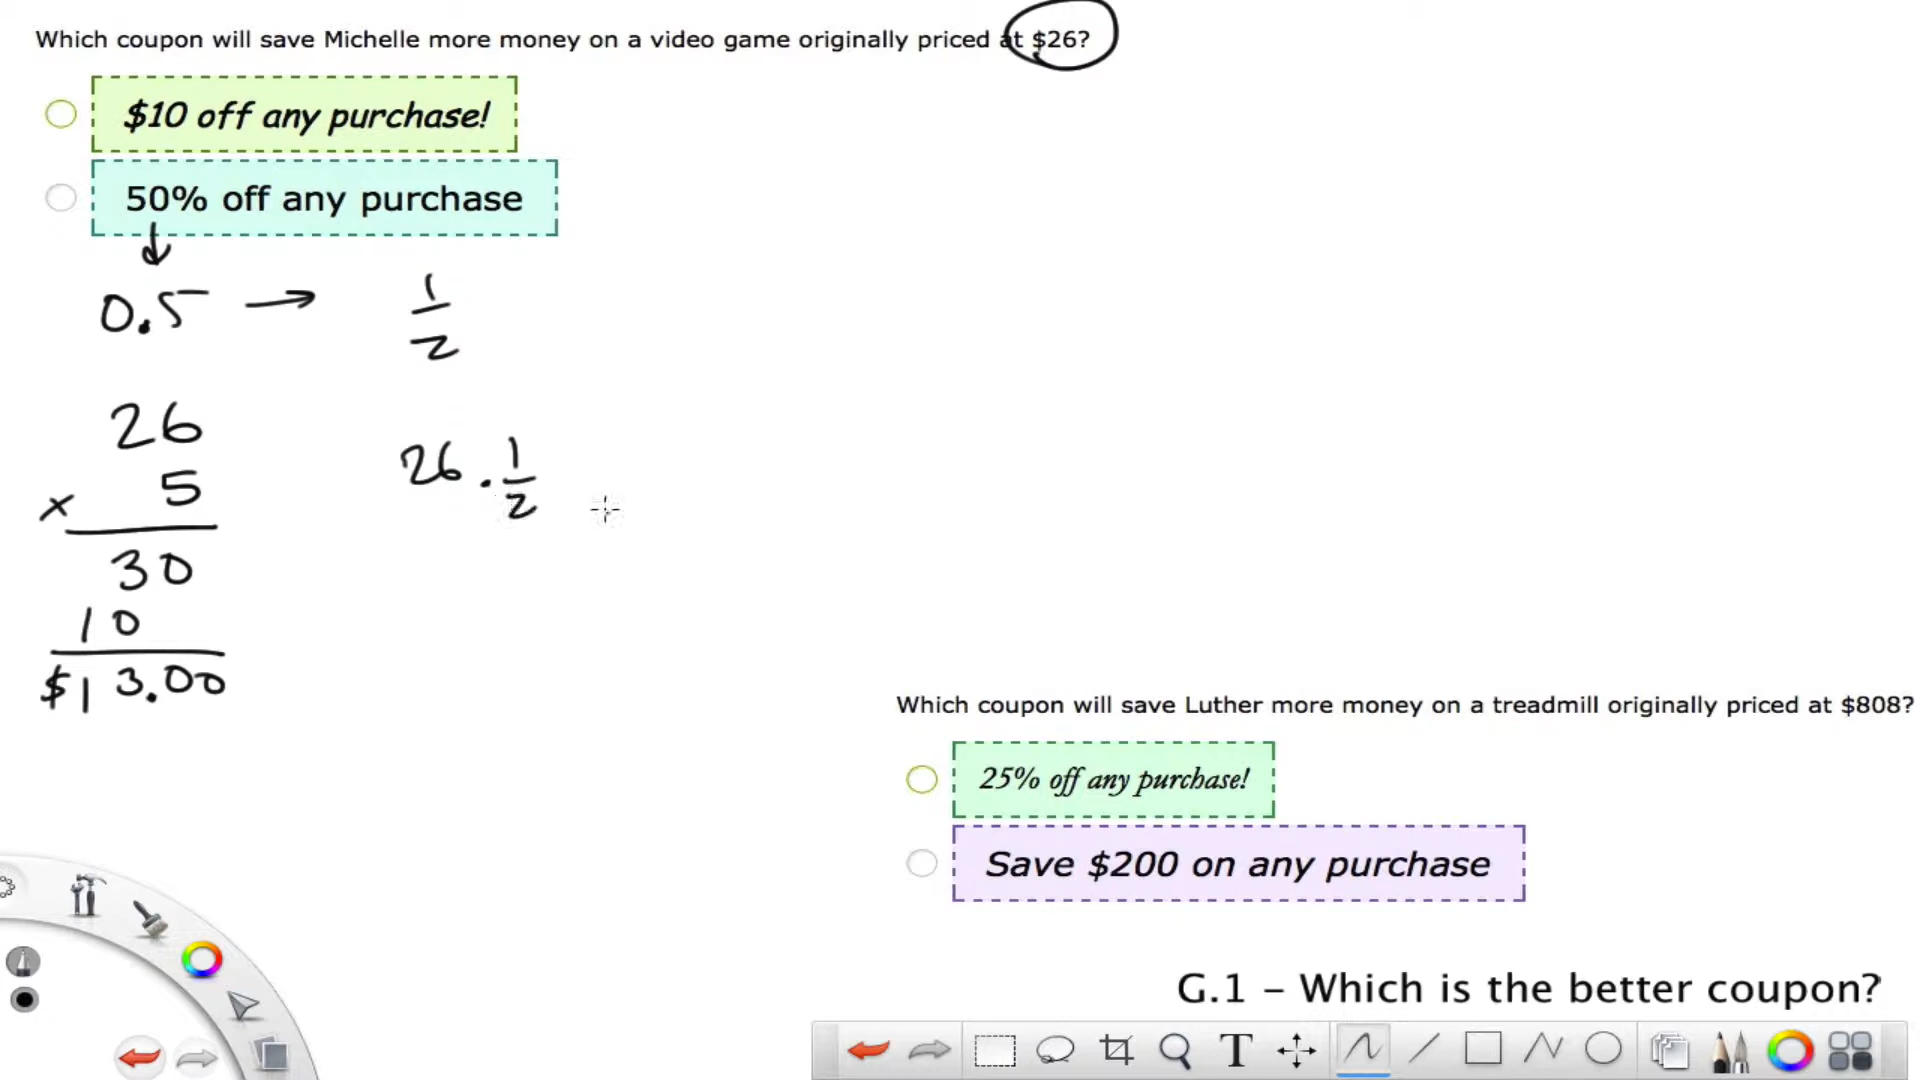 Which coupon will save Michelle more money on a video game originally priced at $26?
$10 off any purchase!
50% off any purchase
0.5 → 1/2
26
× 5
30
10
$13.00
26 · 1/2
Which coupon will save Luther more money on a treadmill originally priced at $808?
25% off any purchase!
Save $200 on any purchase
G.1 – Which is the better coupon?
T